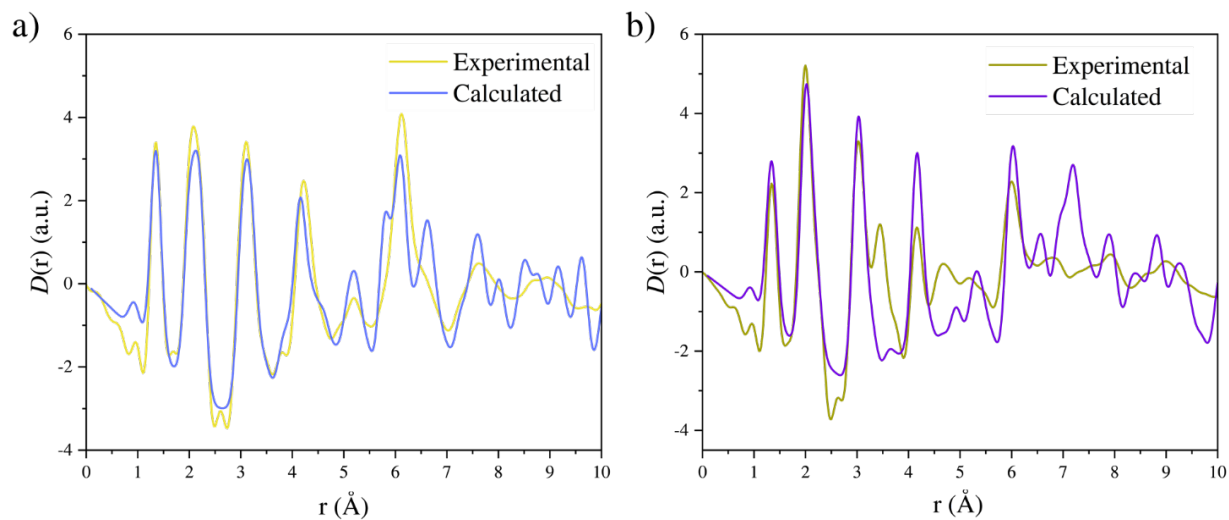 a)
6
4
2
0
-2
-4
D(r) (a.u.)
Experimental
Calculated
0 1 2 3 4 5 6 7 8 9 10
r (Å)
b)
6
4
2
0
-2
-4
D(r) (a.u.)
Experimental
Calculated
0 1 2 3 4 5 6 7 8 9 10
r (Å)